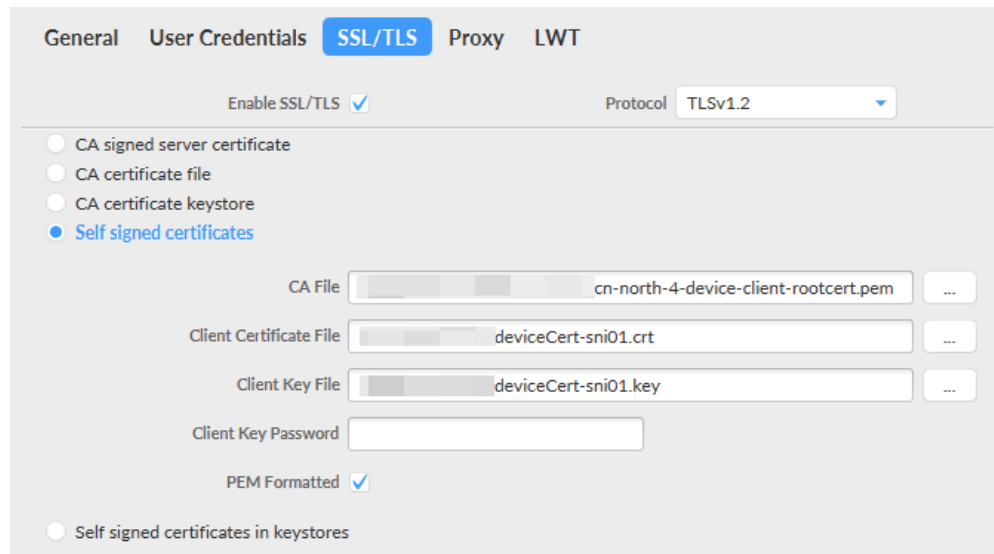 General User Credentials SSL/TLS Proxy LWT
Enable SSL/TLS Protocol TLSv1.2
CA signed server certificate
CA certificate file
CA certificate keystore
Self signed certificates
CA File cn-north-4-device-client-rootcert.pem ...
Client Certificate File deviceCert-sni01.crt ...
Client Key File deviceCert-sni01.key ...
Client Key Password
PEM Formatted
Self signed certificates in keystores